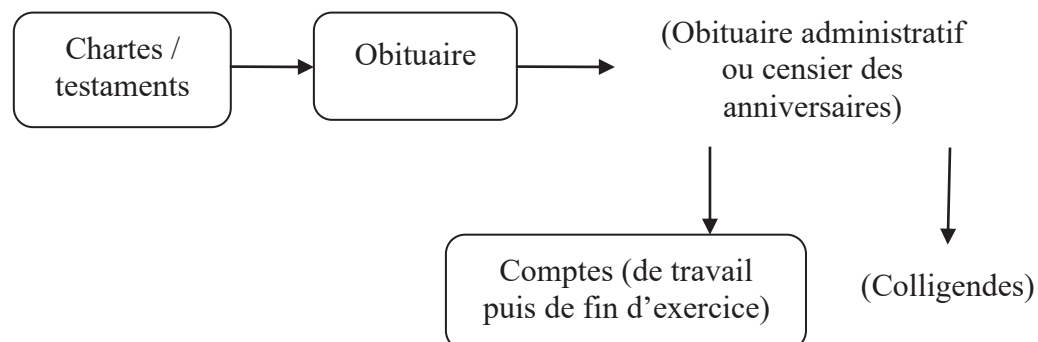 Chartes /
testaments
Obituaire
(Obituaire administratif
ou censier des
anniversaires)
Comptes (de travail
puis de fin d’exercice)
(Colligendes)